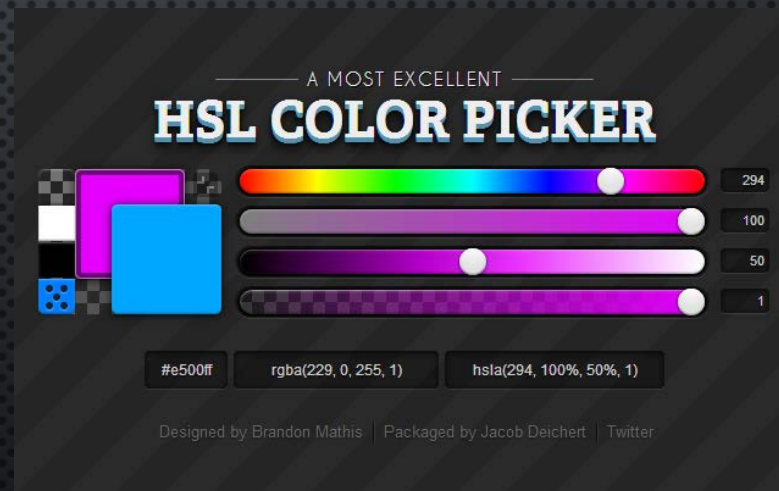 A MOST EXCELLENT
HSL COLOR PICKER
294
100
50
1
#e500ff rgba(229, 0, 255, 1) hsla(294, 100%, 50%, 1)
Designed by Brandon Mathis Packaged by Jacob Deichert Twitter